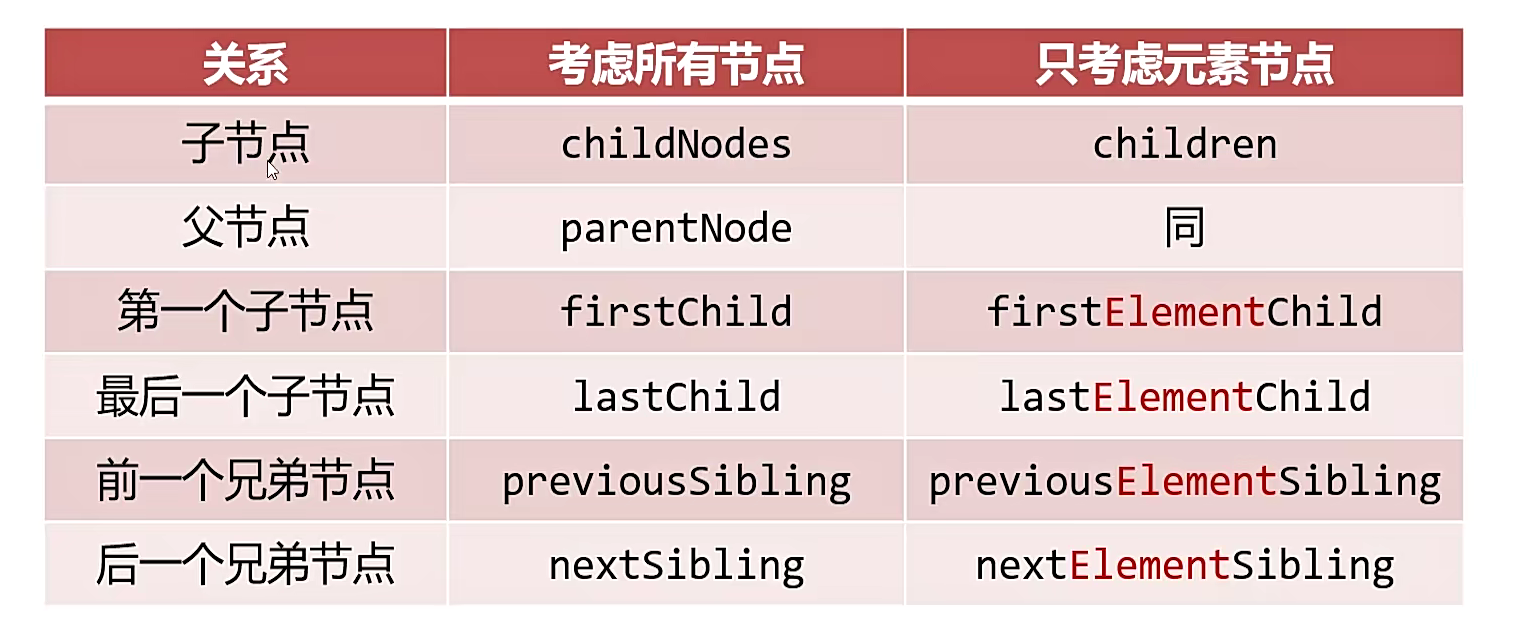 关系 考虑所有节点 只考虑元素节点
子节点 childNodes children
父节点 parentNode 同
第一个子节点 firstChild firstElementChild
最后一个子节点 lastChild lastElementChild
前一个兄弟节点 previousSibling previousElementSibling
后一个兄弟节点 nextSibling nextElementSibling